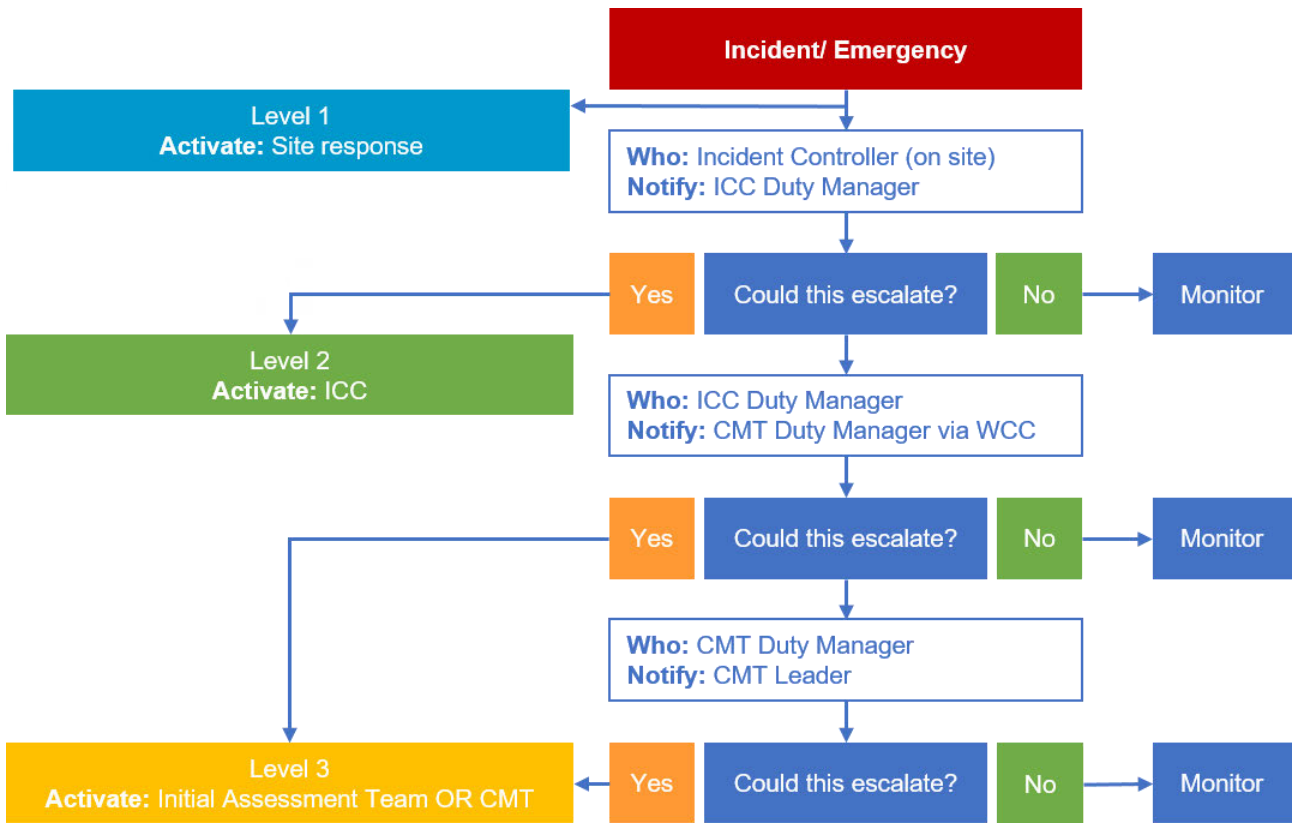 Incident/ Emergency
Level 1
Activate: Site response
Who: Incident Controller (on site)
Notify: ICC Duty Manager
Yes
Could this escalate?
No
Monitor
Level 2
Activate: ICC
Who: ICC Duty Manager
Notify: CMT Duty Manager via WCC
Yes
Could this escalate?
No
Monitor
Who: CMT Duty Manager
Notify: CMT Leader
Level 3
Activate: Initial Assessment Team OR CMT
Yes
Could this escalate?
No
Monitor